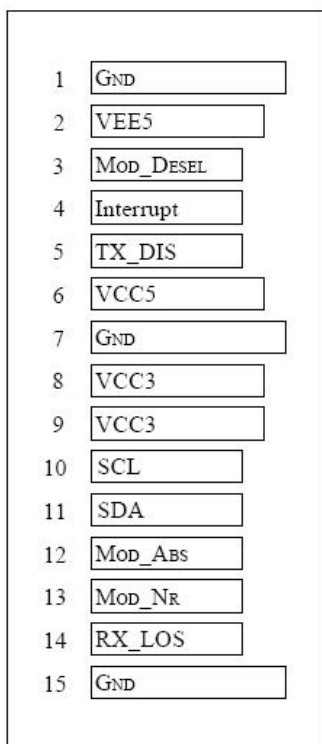 1 GND
2 VEE5
3 MOD_DESEL
4 Interrupt
5 TX_DIS
6 VCC5
7 GND
8 VCC3
9 VCC3
10 SCL
11 SDA
12 MOD_ABS
13 MOD_NR
14 RX_LOS
15 GND